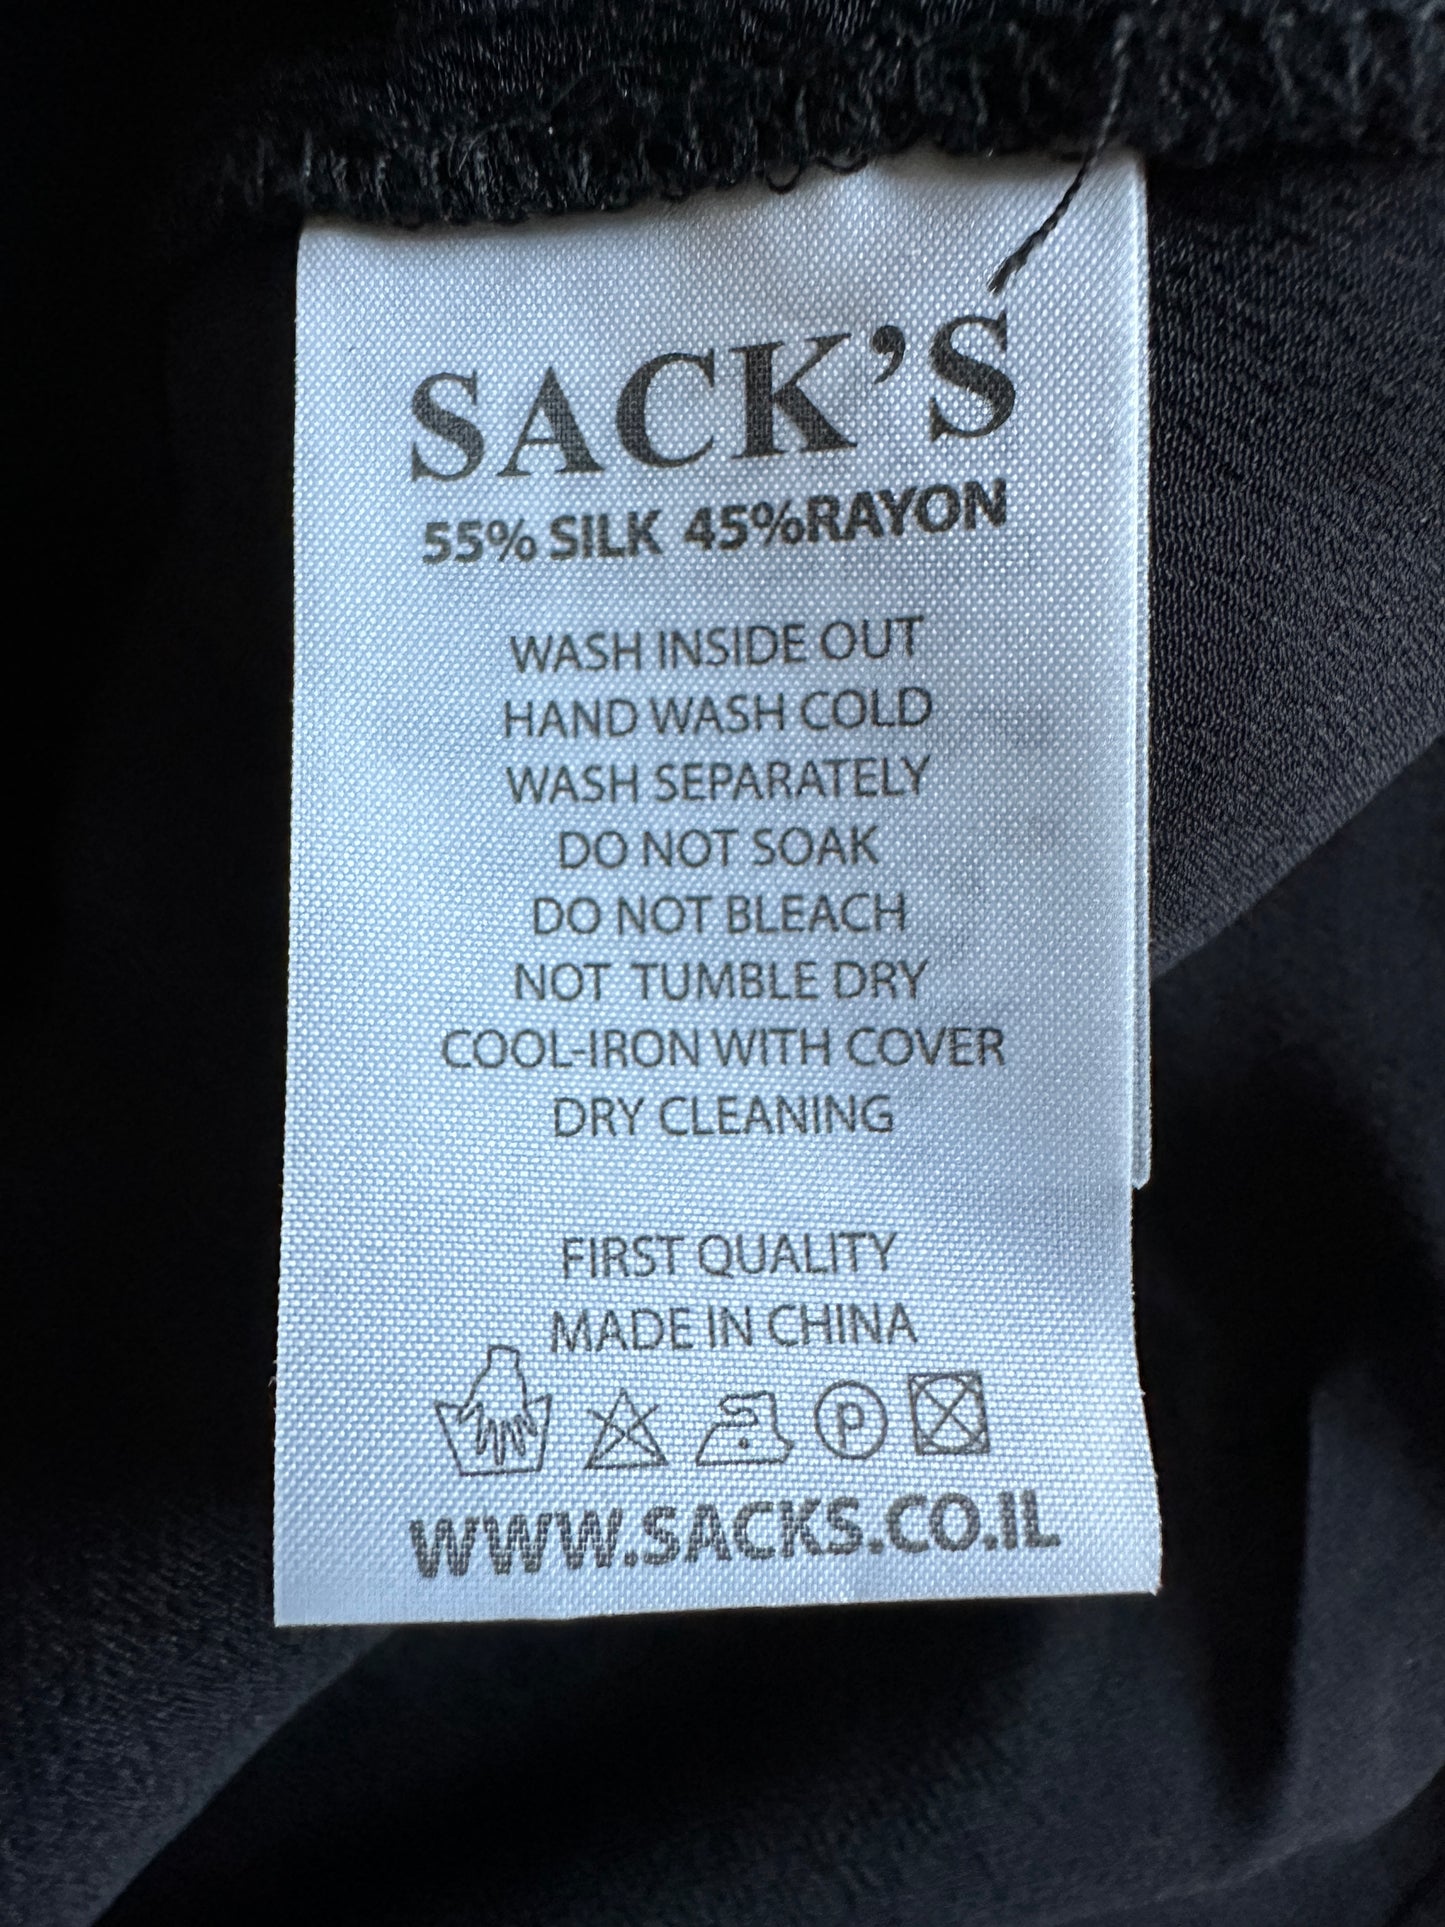 SACK'S
55% SILK 45%RAYON
WASH INSIDE OUT
HAND WASH COLD
WASH SEPARATELY
DO NOT SOAK
DO NOT BLEACH
NOT TUMBLE DRY
COOL-IRON WITH COVER
DRY CLEANING
FIRST QUALITY
MADE IN CHINA
p
WWW.SACKS.CO.IL